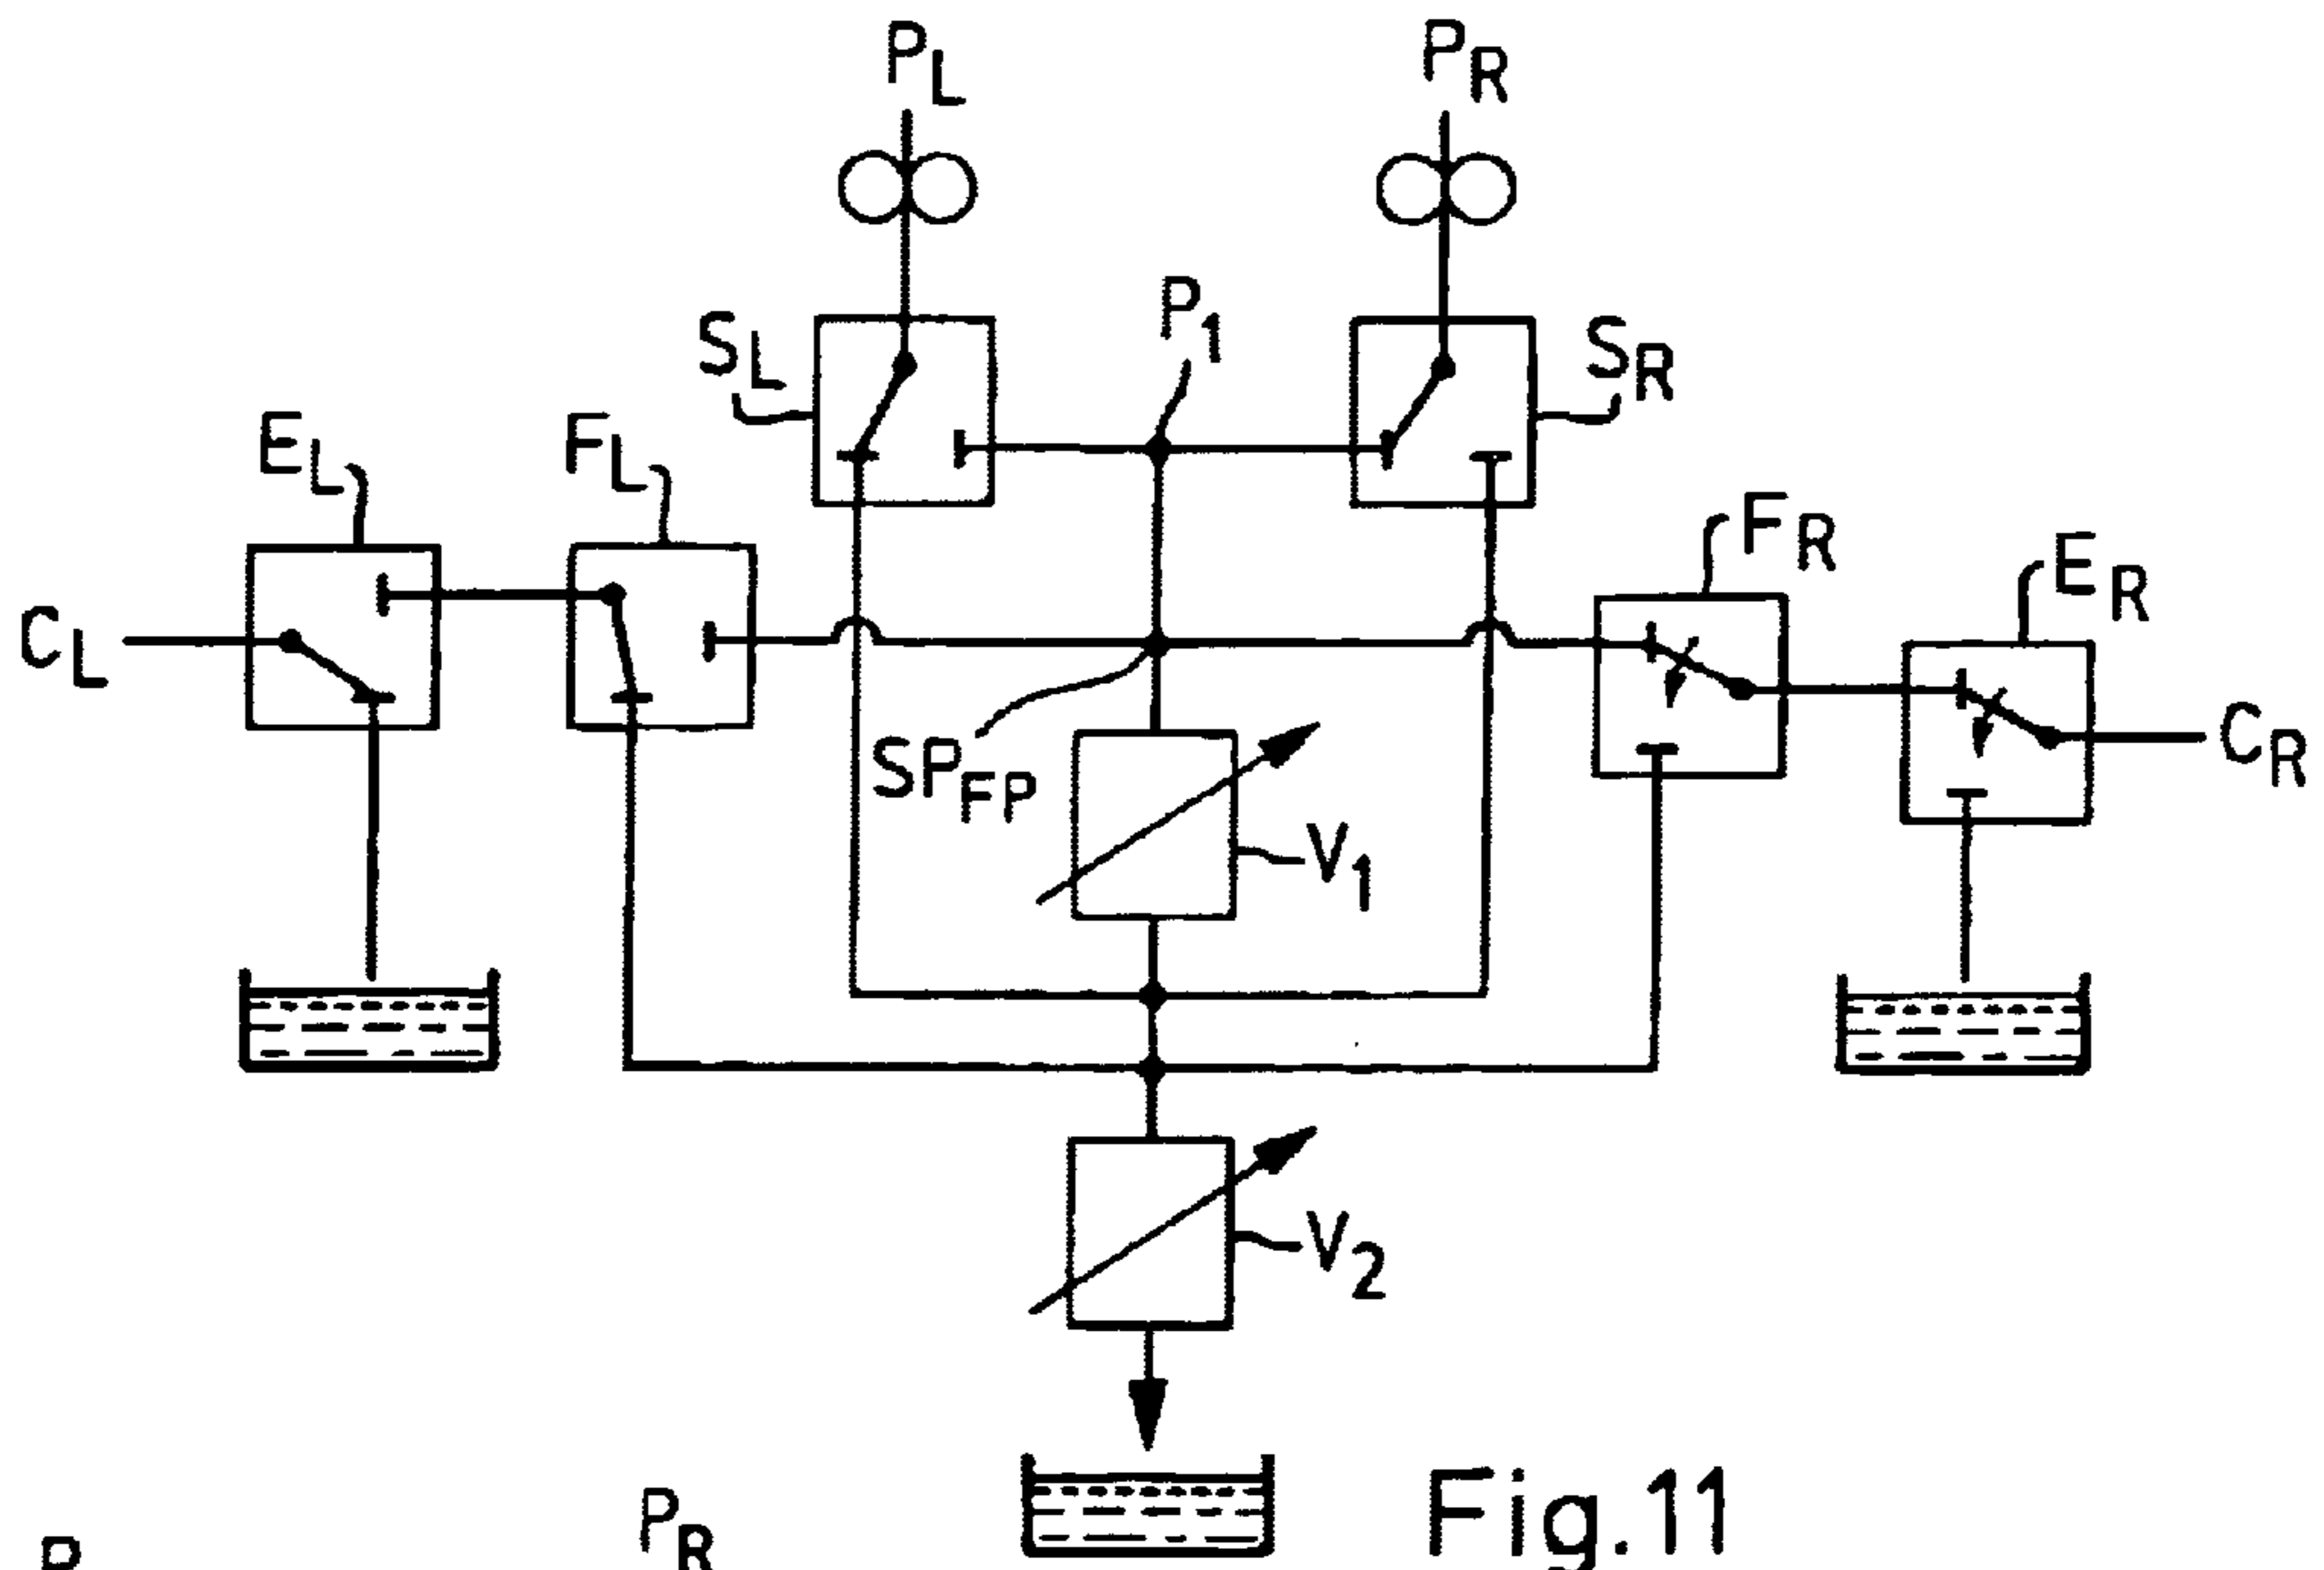 P_L
P_R
P_1
S_L
S_R
E_L
F_L
F_R
E_R
C_L
SP_FP
C_R
V_1
V_2
Fig.11
P_R